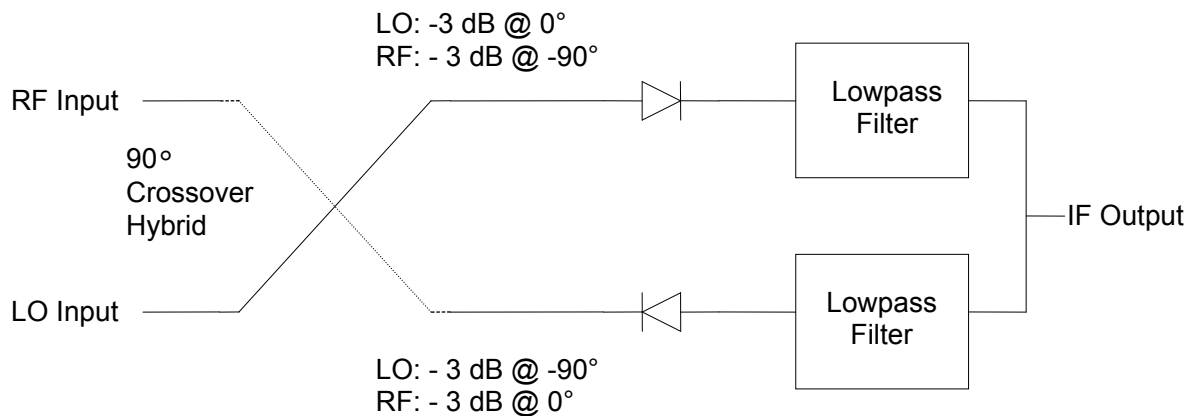 LO: -3 dB @ 0°
RF: - 3 dB @ -90°
RF Input
Lowpass
Filter
90°
Crossover
Hybrid
IF Output
LO Input
Lowpass
Filter
LO: - 3 dB @ -90°
RF: - 3 dB @ 0°